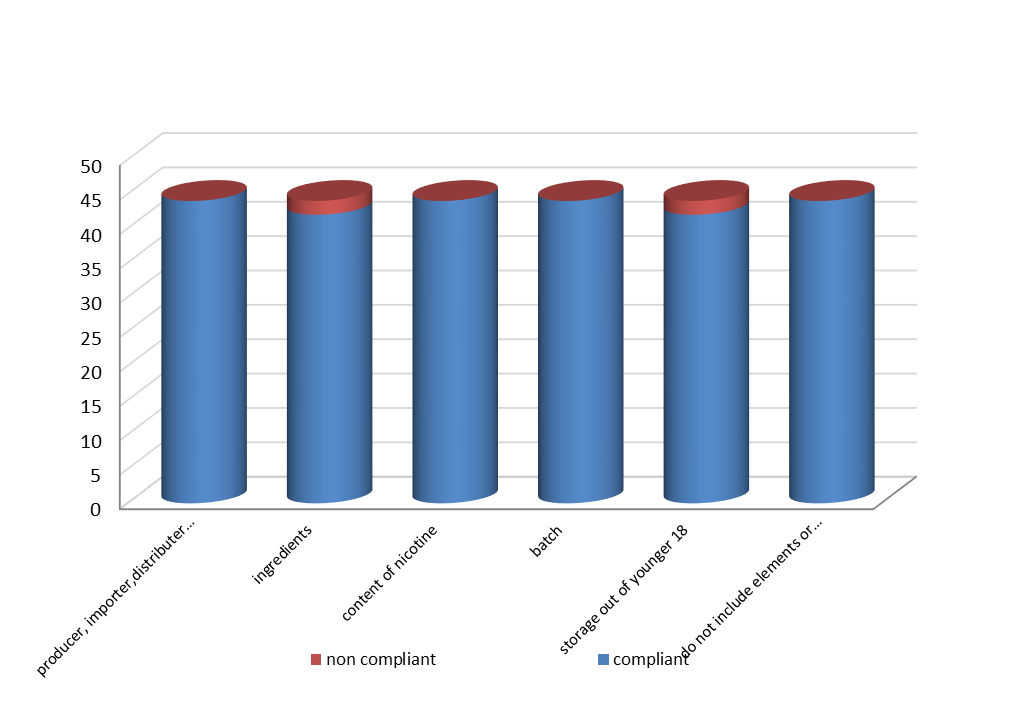 50
45
40
35
30
25
20
15
10
5
0
producer, importer,distributer...
ingredients
content of nicotine
batch
storage out of younger 18
do not include elements or...
non compliant
compliant